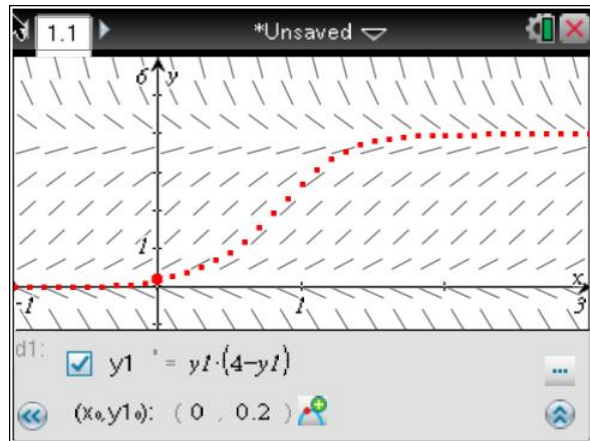 1.1 *Unsaved
6 y
1
x
-1 1 3
d1: y1 ' = y1·(4−y1) ...
(x₀,y1₀): ( 0 , 0.2 )